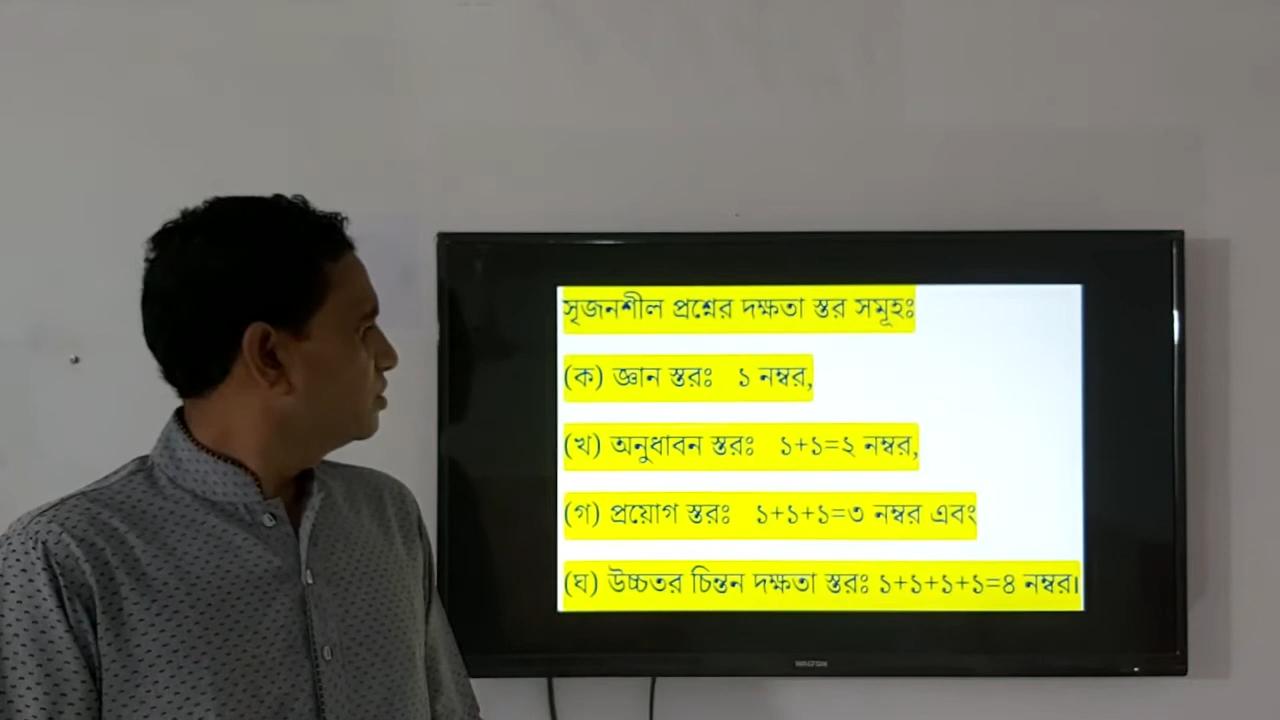 সৃজনশীল প্রশ্নের দক্ষতা স্তর সমূহঃ
(ক) জ্ঞান স্তরঃ ১ নম্বর,
(খ) অনুধাবন স্তরঃ ১+১=২ নম্বর,
(গ) প্রয়োগ স্তরঃ ১+১+১=৩ নম্বর এবং
(ঘ) উচ্চতর চিন্তন দক্ষতা স্তরঃ ১+১+১+১=৪ নম্বর।
WALTON